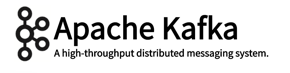 Apache Kafka
A high-throughput distributed messaging system.